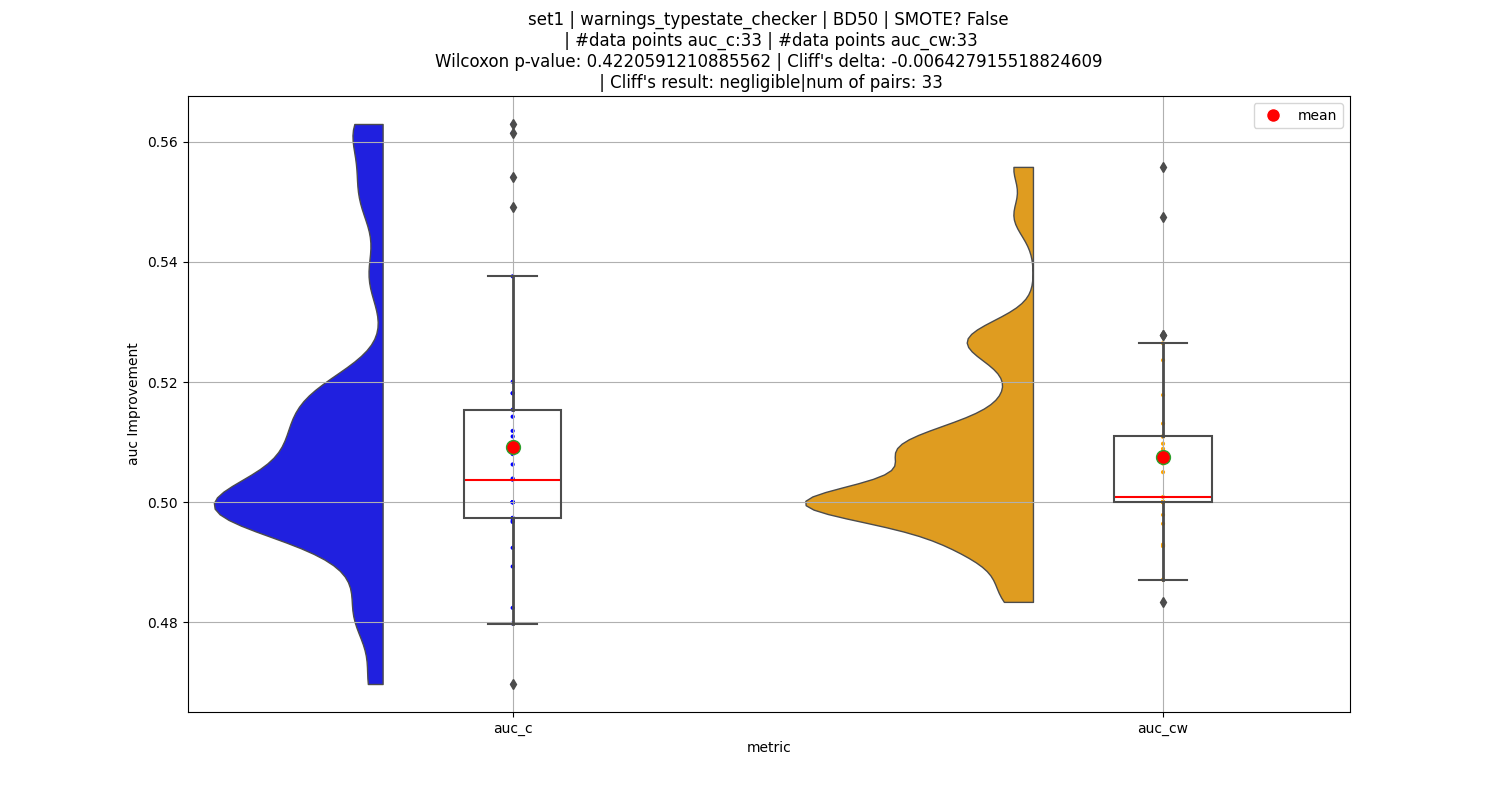 set1 | warnings_typestate_checker | BD50 | SMOTE? False
| #data points auc_c:33 | #data points auc_cw:33
Wilcoxon p-value: 0.4220591210885562 | Cliff's delta: -0.006427915518824609
| Cliff's result: negligible|num of pairs: 33
mean
0.56
0.54
0.52
0.50
0.48
auc Improvement
auc_c
auc_cw
metric